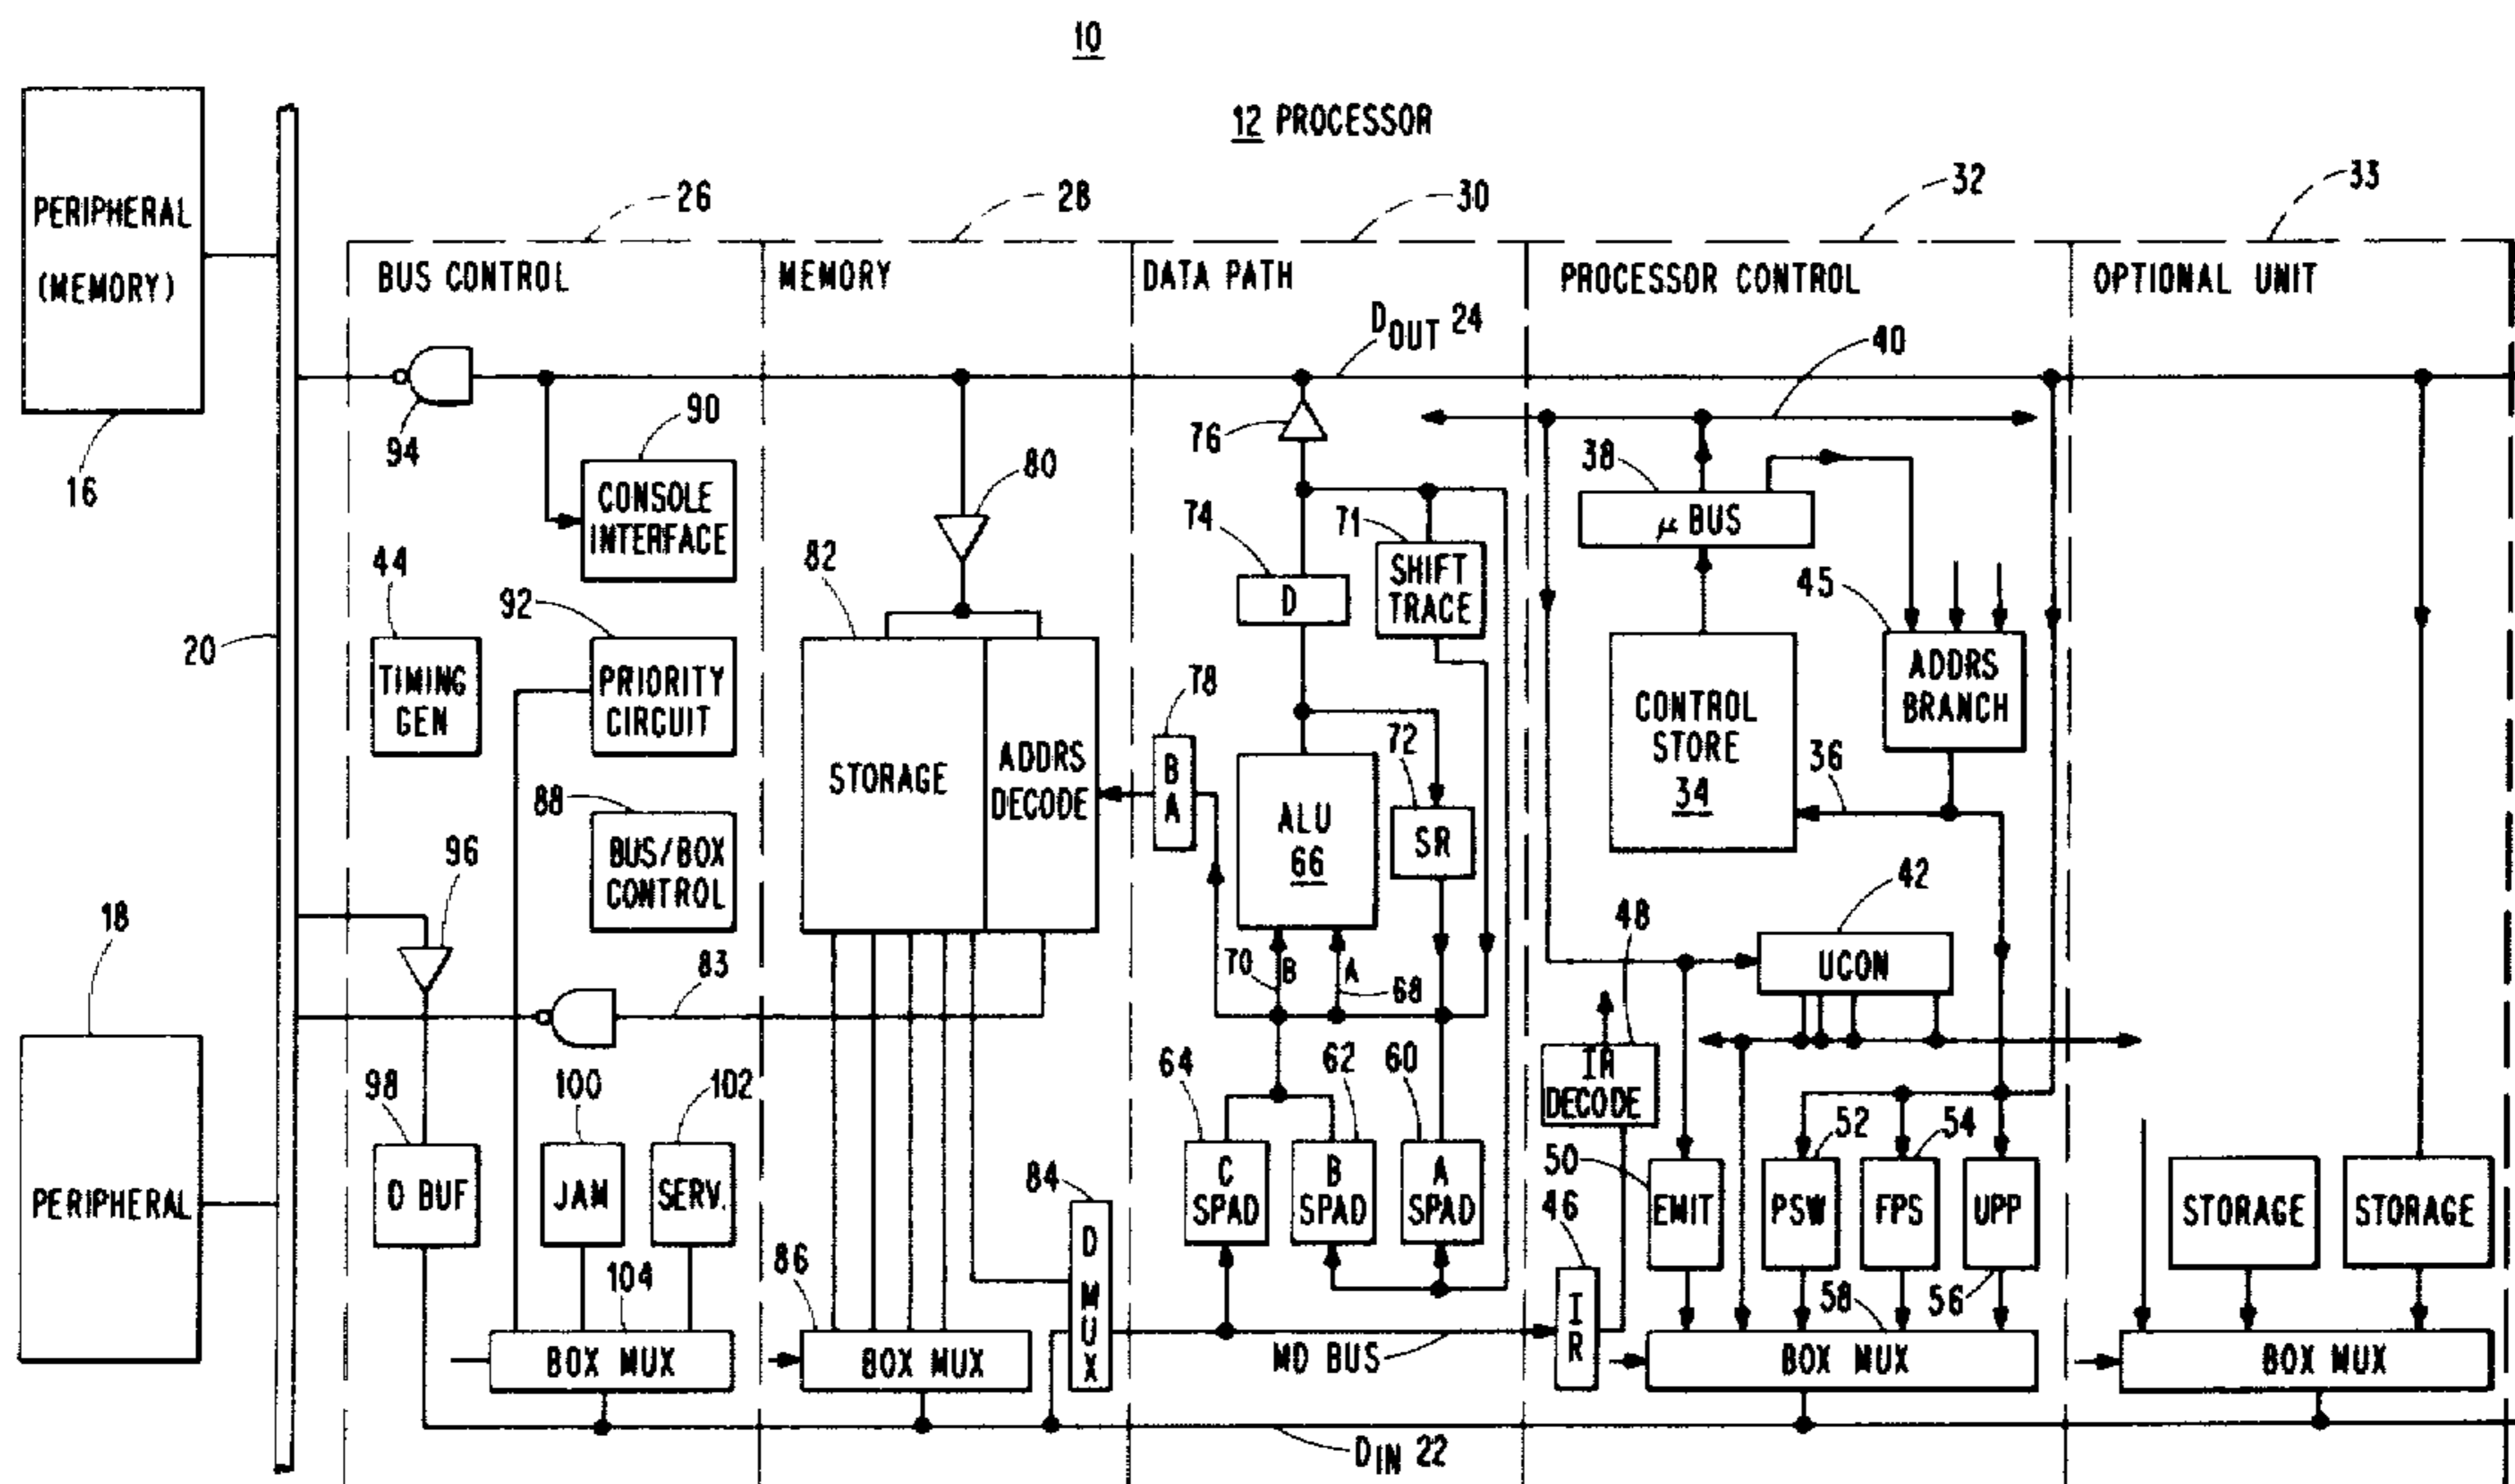 10
12 PROCESSOR
PERIPHERAL
(MEMORY)
16
26
28
30
32
33
BUS CONTROL
MEMORY
DATA PATH
PROCESSOR CONTROL
OPTIONAL UNIT
DOUT 24
40
94
90
CONSOLE
INTERFACE
80
76
38
μ BUS
74
D
71
SHIFT
TRACE
44
TIMING
GEN
92
PRIORITY
CIRCUIT
82
STORAGE
ADDRS
DECODE
78
B
A
45
ADDRS
BRANCH
20
CONTROL
STORE
34
36
72
SR
ALU
66
88
BUS/BOX
CONTROL
96
18
PERIPHERAL
83
70
B
A
68
48
IR
DECODE
42
UCON
98
D BUF
100
JAM
102
SERV.
104
BOX MUX
86
BOX MUX
84
D
M
U
X
64
C
SPAD
62
B
SPAD
60
A
SPAD
MD BUS
46
I
R
50
EMIT
52
PSW
54
FPS
UPP
56
58
BOX MUX
STORAGE
STORAGE
BOX MUX
DIN 22